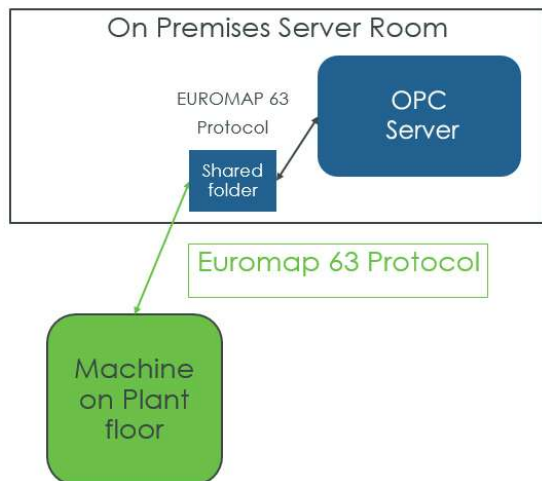 On Premises Server Room
EUROMAP 63
Protocol
OPC
Server
Shared
folder
Euromap 63 Protocol
Machine
on Plant
floor